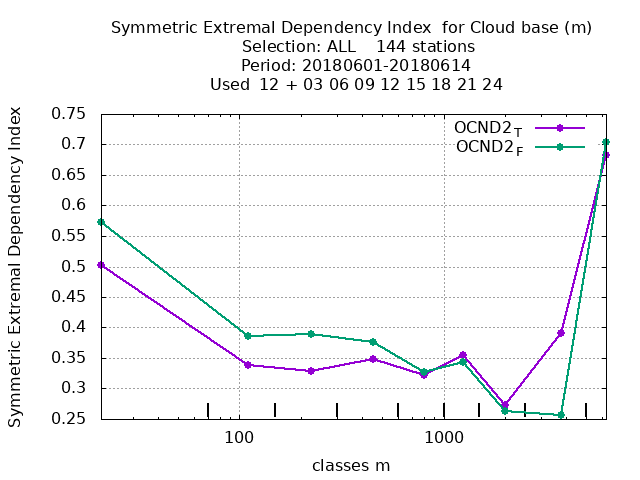 Symmetric Extremal Dependency Index  for Cloud base (m)
Selection: ALL    144 stations
Period: 20180601-20180614
Used  12 + 03 06 09 12 15 18 21 24
Symmetric Extremal Dependency Index
0.75
0.7
0.65
0.6
0.55
0.5
0.45
0.4
0.35
0.3
0.25
OCND2T
OCND2F
100
1000
classes m